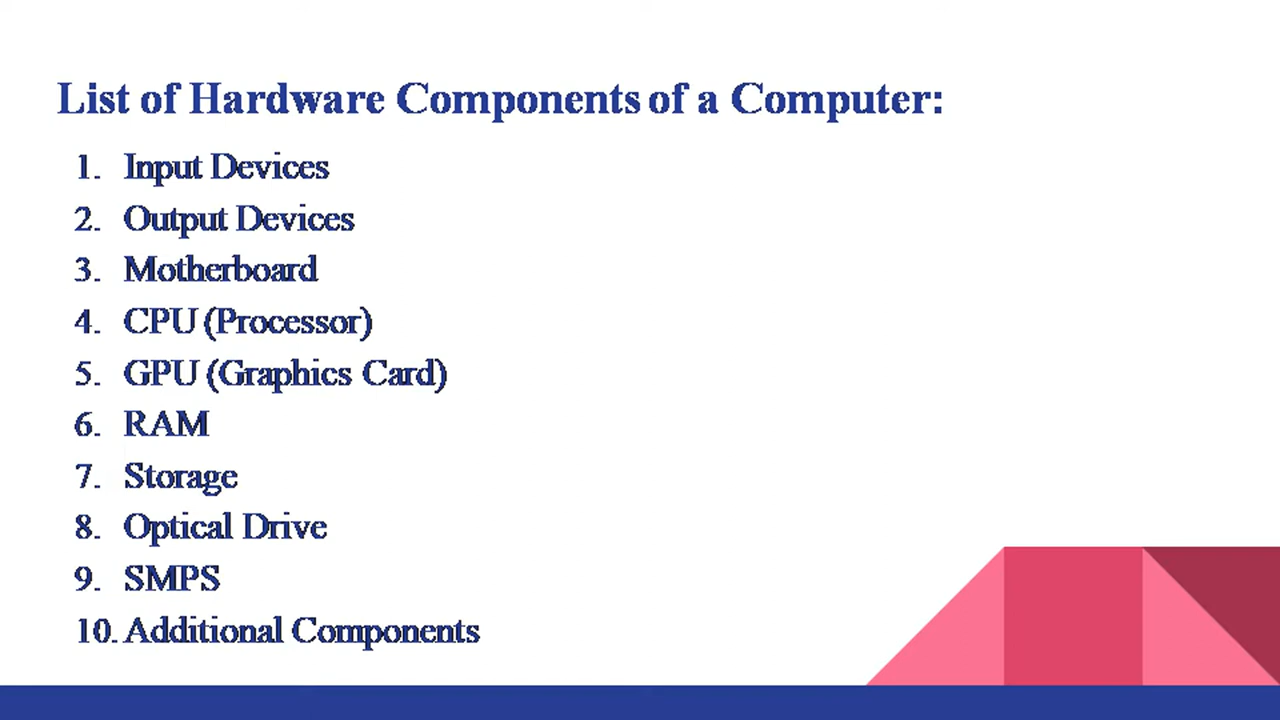 List of Hardware Components of a Computer:
1. Input Devices
2. Output Devices
3. Motherboard
4. CPU (Processor)
5. GPU (Graphics Card)
6. RAM
7. Storage
8. Optical Drive
9. SMPS
10. Additional Components